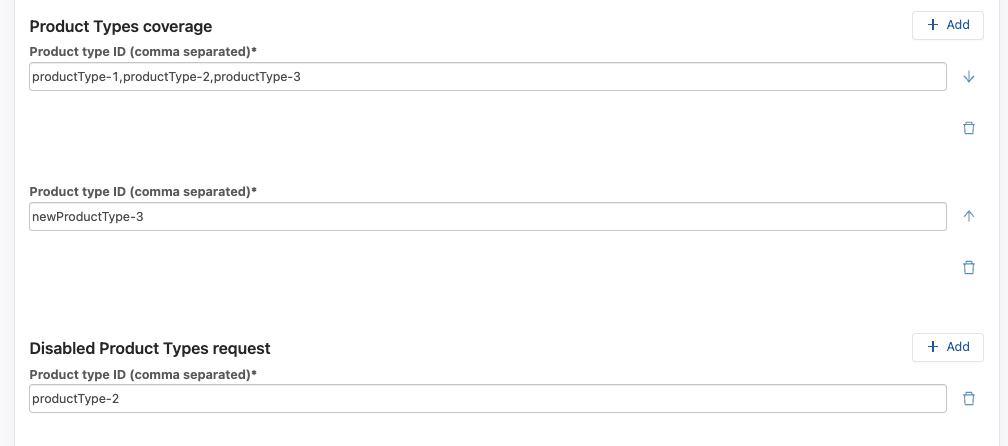 Product Types coverage
+ Add
Product type ID (comma separated)*
productType-1,productType-2,productType-3
Product type ID (comma separated)*
newProductType-3
Disabled Product Types request
+ Add
Product type ID (comma separated)*
productType-2